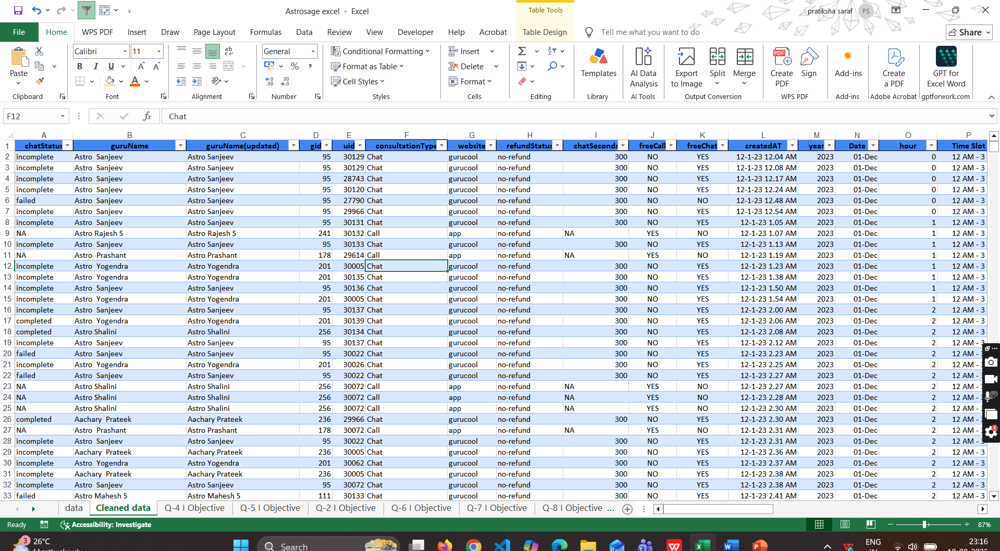 Astrosage excel - Excel
Table Tools
pratiksha saraf PS
File Home WPS PDF Insert Draw Page Layout Formulas Data Review View Developer Help Acrobat Table Design Tell me what you want to do Share
Paste
Calibri 11
B I U
General
Conditional Formatting
Format as Table
Cell Styles
Insert
Delete
Format
Templates
AI Data Analysis
Export to Image
Split
Merge
Create PDF
Sign
Add-ins
Create a PDF
GPT for Excel Word
Clipboard Font Alignment Number Styles Cells Editing Library AI Tools Output Conversion WPS PDF Add-ins Adobe Acrobat gptforwork.com
F12 fx Chat
A B C D E F G H I J K L M N O P
1 chatStatus guruName guruName(updated) gid uid consultationType website refundStatus chatSeconds freeCall freeChat createdAT year Date hour Time Slot
2 incomplete Astro  Sanjeev Astro Sanjeev 95 30129 Chat gurucool no-refund 300 NO YES 12-1-23 12.04 AM 2023 01-Dec 0 12 AM - 3
3 incomplete Astro  Sanjeev Astro Sanjeev 95 30129 Chat gurucool no-refund 300 NO YES 12-1-23 12.08 AM 2023 01-Dec 0 12 AM - 3
4 incomplete Astro  Sanjeev Astro Sanjeev 95 28743 Chat gurucool no-refund 300 NO YES 12-1-23 12.17 AM 2023 01-Dec 0 12 AM - 3
5 incomplete Astro  Sanjeev Astro Sanjeev 95 30120 Chat gurucool no-refund 300 NO YES 12-1-23 12.24 AM 2023 01-Dec 0 12 AM - 3
6 failed Astro  Sanjeev Astro Sanjeev 95 27790 Chat gurucool no-refund 300 NO NO 12-1-23 12.48 AM 2023 01-Dec 0 12 AM - 3
7 incomplete Astro  Sanjeev Astro Sanjeev 95 29966 Chat gurucool no-refund 300 NO YES 12-1-23 12.54 AM 2023 01-Dec 0 12 AM - 3
8 incomplete Astro  Sanjeev Astro Sanjeev 95 30131 Chat gurucool no-refund 300 NO YES 12-1-23 1.05 AM 2023 01-Dec 1 12 AM - 3
9 NA Astro Rajesh S Astro Rajesh S 241 30132 Call app no-refund NA YES NO 12-1-23 1.07 AM 2023 01-Dec 1 12 AM - 3
10 incomplete Astro  Sanjeev Astro Sanjeev 95 30133 Chat gurucool no-refund 300 NO YES 12-1-23 1.13 AM 2023 01-Dec 1 12 AM - 3
11 NA Astro  Prashant Astro Prashant 178 29614 Call app no-refund NA YES NO 12-1-23 1.19 AM 2023 01-Dec 1 12 AM - 3
12 incomplete Astro  Yogendra Astro Yogendra 201 30005 Chat gurucool no-refund 300 NO YES 12-1-23 1.23 AM 2023 01-Dec 1 12 AM - 3
13 incomplete Astro  Yogendra Astro Yogendra 201 30135 Chat gurucool no-refund 300 NO YES 12-1-23 1.38 AM 2023 01-Dec 1 12 AM - 3
14 incomplete Astro  Sanjeev Astro Sanjeev 95 30136 Chat gurucool no-refund 300 NO YES 12-1-23 1.50 AM 2023 01-Dec 1 12 AM - 3
15 incomplete Astro  Yogendra Astro Yogendra 201 30005 Chat gurucool no-refund 300 NO YES 12-1-23 1.54 AM 2023 01-Dec 1 12 AM - 3
16 incomplete Astro  Sanjeev Astro Sanjeev 95 30137 Chat gurucool no-refund 300 NO YES 12-1-23 2.00 AM 2023 01-Dec 2 12 AM - 3
17 completed Astro  Yogendra Astro Yogendra 201 30139 Chat gurucool no-refund 300 NO YES 12-1-23 2.06 AM 2023 01-Dec 2 12 AM - 3
18 completed Astro Shalini Astro Shalini 256 30134 Chat gurucool no-refund 300 NO YES 12-1-23 2.08 AM 2023 01-Dec 2 12 AM - 3
19 incomplete Astro  Sanjeev Astro Sanjeev 95 30137 Chat gurucool no-refund 300 NO YES 12-1-23 2.12 AM 2023 01-Dec 2 12 AM - 3
20 failed Astro  Sanjeev Astro Sanjeev 95 30022 Chat gurucool no-refund 300 NO YES 12-1-23 2.23 AM 2023 01-Dec 2 12 AM -
21 incomplete Astro  Yogendra Astro Yogendra 201 30026 Chat gurucool no-refund 300 NO YES 12-1-23 2.25 AM 2023 01-Dec 2 12 AM -
22 failed Astro  Sanjeev Astro Sanjeev 95 30022 Chat gurucool no-refund 300 NO YES 12-1-23 2.27 AM 2023 01-Dec 2 12 AM -
23 NA Astro Shalini Astro Shalini 256 30072 Call app no-refund NA YES NO 12-1-23 2.27 AM 2023 01-Dec 2 12 AM -
24 NA Astro Shalini Astro Shalini 256 30072 Call app no-refund NA YES NO 12-1-23 2.28 AM 2023 01-Dec 2 12 AM -
25 NA Astro Shalini Astro Shalini 256 30072 Call app no-refund NA YES NO 12-1-23 2.30 AM 2023 01-Dec 2 12 AM -
26 completed Aachary  Prateek Aachary Prateek 236 29966 Chat gurucool no-refund 300 NO YES 12-1-23 2.30 AM 2023 01-Dec 2 12 AM -
27 NA Astro  Prashant Astro Prashant 178 30072 Call app no-refund NA YES NO 12-1-23 2.31 AM 2023 01-Dec 2 12 AM -
28 incomplete Astro  Sanjeev Astro Sanjeev 95 30022 Chat gurucool no-refund 300 NO YES 12-1-23 2.31 AM 2023 01-Dec 2 12 AM -
29 incomplete Aachary  Prateek Aachary Prateek 236 30005 Chat gurucool no-refund 300 NO YES 12-1-23 2.36 AM 2023 01-Dec 2 12 AM - 3
30 incomplete Astro  Yogendra Astro Yogendra 201 30062 Chat gurucool no-refund 300 NO YES 12-1-23 2.37 AM 2023 01-Dec 2 12 AM - 3
31 incomplete Aachary  Prateek Aachary Prateek 236 30005 Chat gurucool no-refund 300 NO YES 12-1-23 2.38 AM 2023 01-Dec 2 12 AM - 3
32 incomplete Astro  Sanjeev Astro Sanjeev 95 30072 Chat gurucool no-refund 300 NO YES 12-1-23 2.38 AM 2023 01-Dec 2 12 AM - 3
33 failed Astro Mahesh S Astro Mahesh S 111 30133 Chat gurucool no-refund 300 NO YES 12-1-23 2.41 AM 2023 01-Dec 2 12 AM - 3
data Cleaned data Q-4 I Objective Q-5 I Objective Q-2 I Objective Q-6 I Objective Q-7 I Objective Q-8 I Objective ...
Ready Accessibility: Investigate 87%
3 26°C Search ENG 23:16